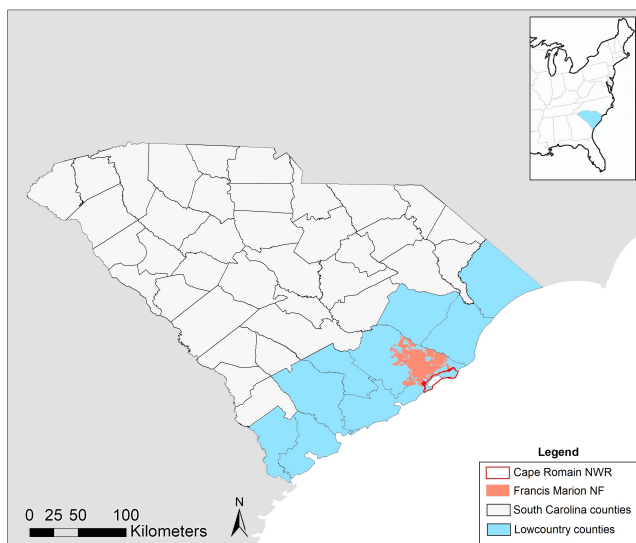 Legend
Cape Romain NWR
Francis Marion NF
South Carolina counties
Lowcountry counties
0 25 50 100
Kilometers
N